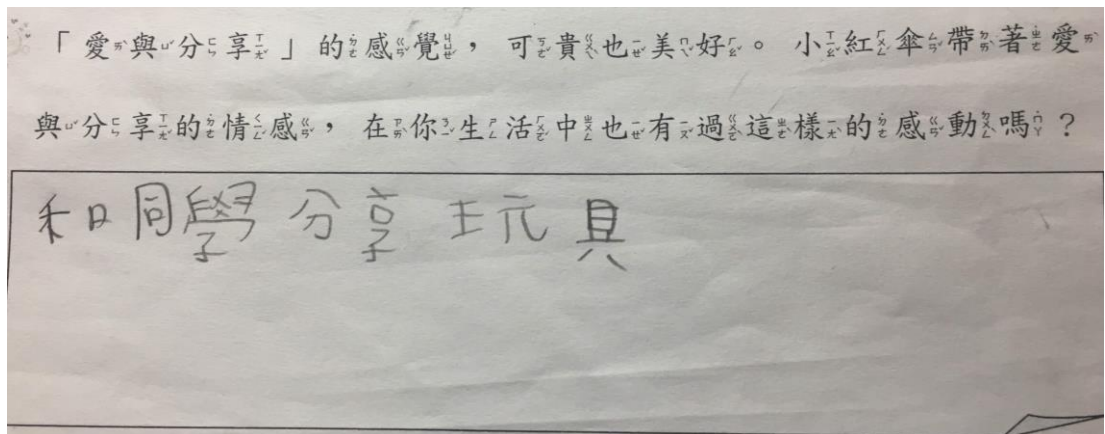 「愛與分享」的感覺，可貴也美好。小紅傘帶著愛
與分享的情感，在你生活中也有過這樣的感動嗎？
和同學分享玩具